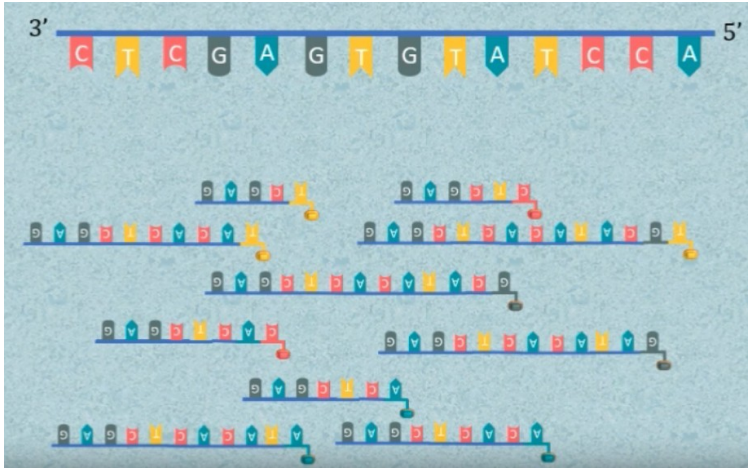 3’ C T C G A G T G T A T C C A 5’
G A G C T
G A G C T C
G A G C T C A C A T
G A G C T C A C A T A C G T
G A G C T C A C A T A C G
G A G C T C A C
G A G C T C A C A T A G
G A G C T C A
G A G C T C A C A T A
G A G C T C A C A